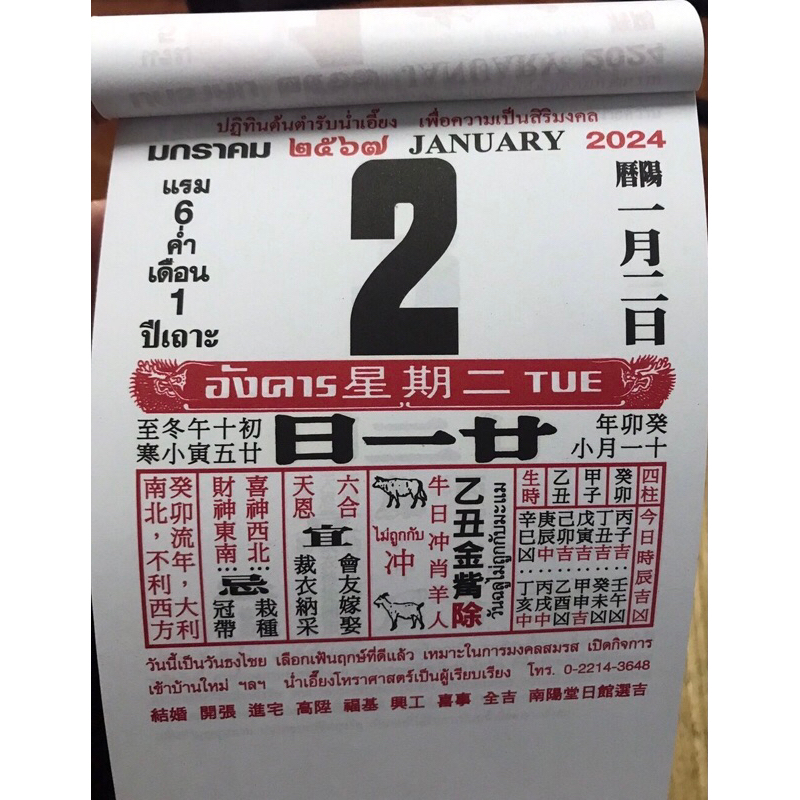 ปฏิทินต้นตำรับน่ำเอี๊ยง เพื่อความเป็นสิริมงคล
มกราคม ๒๕๖๗ JANUARY 2024
แรม
6
ค่ำ
เดือน
1
ปีเถาะ
2
陽曆
一月二日
อังคาร 星期二 TUE
初十午冬至
廿五寅小寒
廿一日
癸卯年
十一月小
癸卯流年，大利
南北，不利西方
喜神西北
財神東南
忌
栽種
冠帶
六合
天恩
宜
會友嫁娶
裁衣納采
ไม่ถูกกับ
冲
牛日冲肖羊人
乙丑金觜除
四柱
癸卯
甲子
乙丑
生時
今日時辰吉凶
丙子吉
丁丑吉
戊寅吉
己卯吉
庚辰中
辛巳凶
壬午凶
癸未吉
甲申吉
乙酉凶
丙戌中
丁亥中
วันนี้เป็นวันธงไชย เลือกเฟ้นฤกษ์ที่ดีแล้ว เหมาะในการมงคลสมรส เปิดกิจการ
เข้าบ้านใหม่ ฯลฯ น่ำเอี๊ยงโหราศาสตร์เป็นผู้เรียบเรียง โทร. 0-2214-3648
結婚 開張 進宅 高陞 福基 興工 喜事 全吉 南陽堂日館選吉